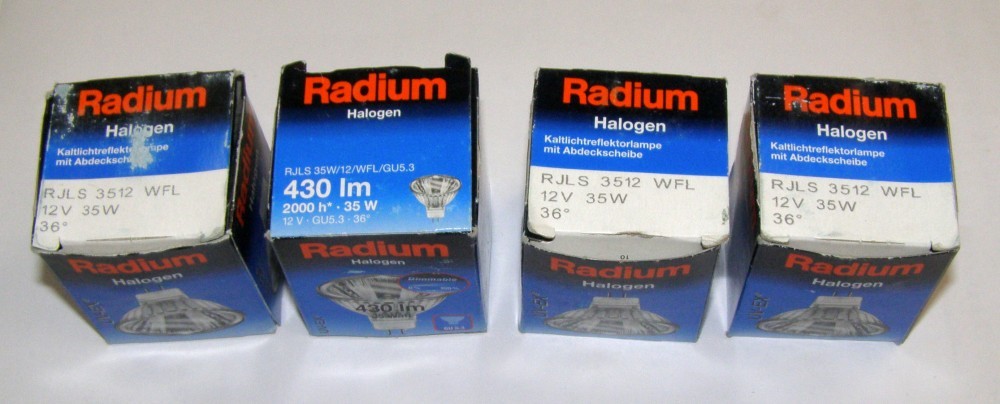 Radium
Halogen
Kaltlichtreflektorlampe
mit Abdeckscheibe
RJLS 3512 WFL
12V 35W
36°
Radium
Halogen
Radium
Halogen
RJLS 35W/12/WFL/GU5.3
430 lm
2000 h* · 35 W
12 V · GU5.3 · 36°
Radium
Halogen
Dimmable
430 lm
Radium
Halogen
Kaltlichtreflektorlampe
mit Abdeckscheibe
RJLS 3512 WFL
12V 35W
36°
Radium
Halogen
Radium
Halogen
Kaltlichtreflektorlampe
mit Abdeckscheibe
RJLS 3512 WFL
12V 35W
36°
Radium
Halogen